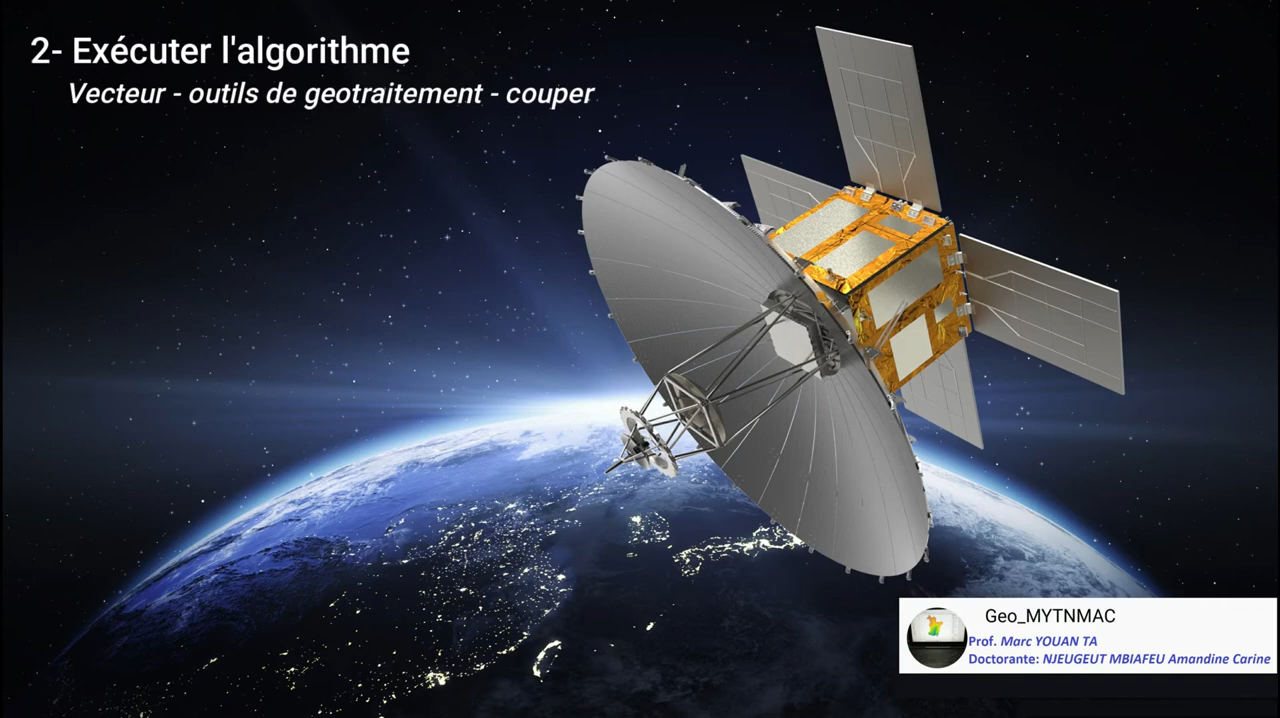 2- Exécuter l'algorithme
Vecteur - outils de geotraitement - couper
Geo_MYTNMAC
Prof. Marc YOUAN TA
Doctorante: NJEUGEUT MBIAFEU Amandine Carine